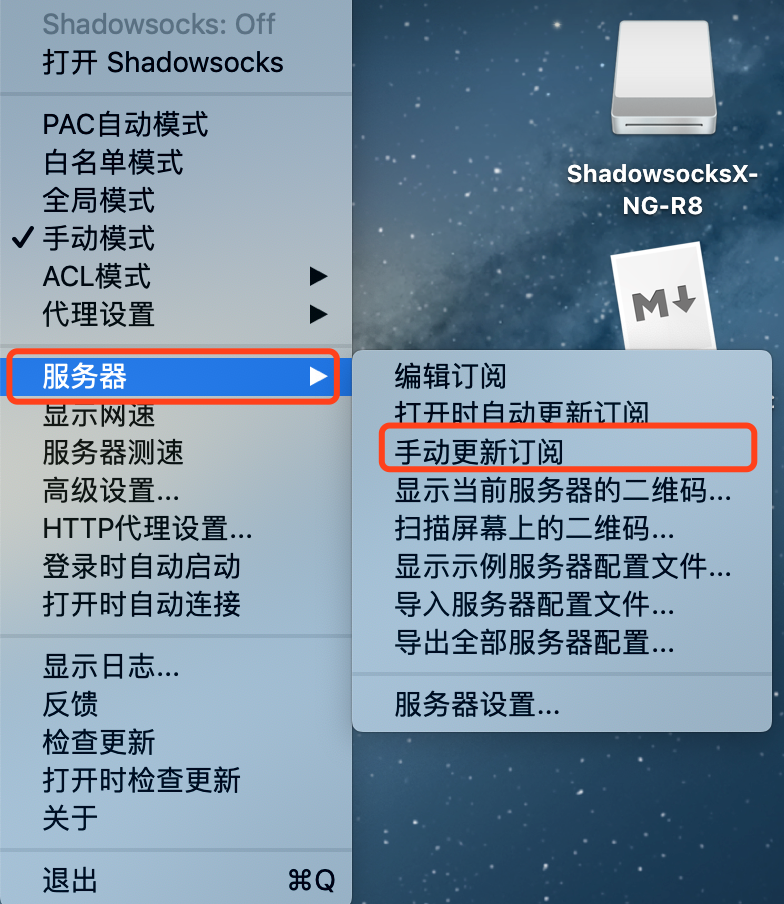 Shadowsocks: Off
打开 Shadowsocks
PAC自动模式
白名单模式
全局模式
✓ 手动模式
ACL模式
代理设置
服务器
显示网速
服务器测速
高级设置...
HTTP代理设置...
登录时自动启动
打开时自动连接
显示日志...
反馈
检查更新
打开时检查更新
关于
退出 ⌘Q
编辑订阅
打开时自动更新订阅
手动更新订阅
显示当前服务器的二维码...
扫描屏幕上的二维码...
显示示例服务器配置文件...
导入服务器配置文件...
导出全部服务器配置...
服务器设置...
ShadowsocksX-
NG-R8
M